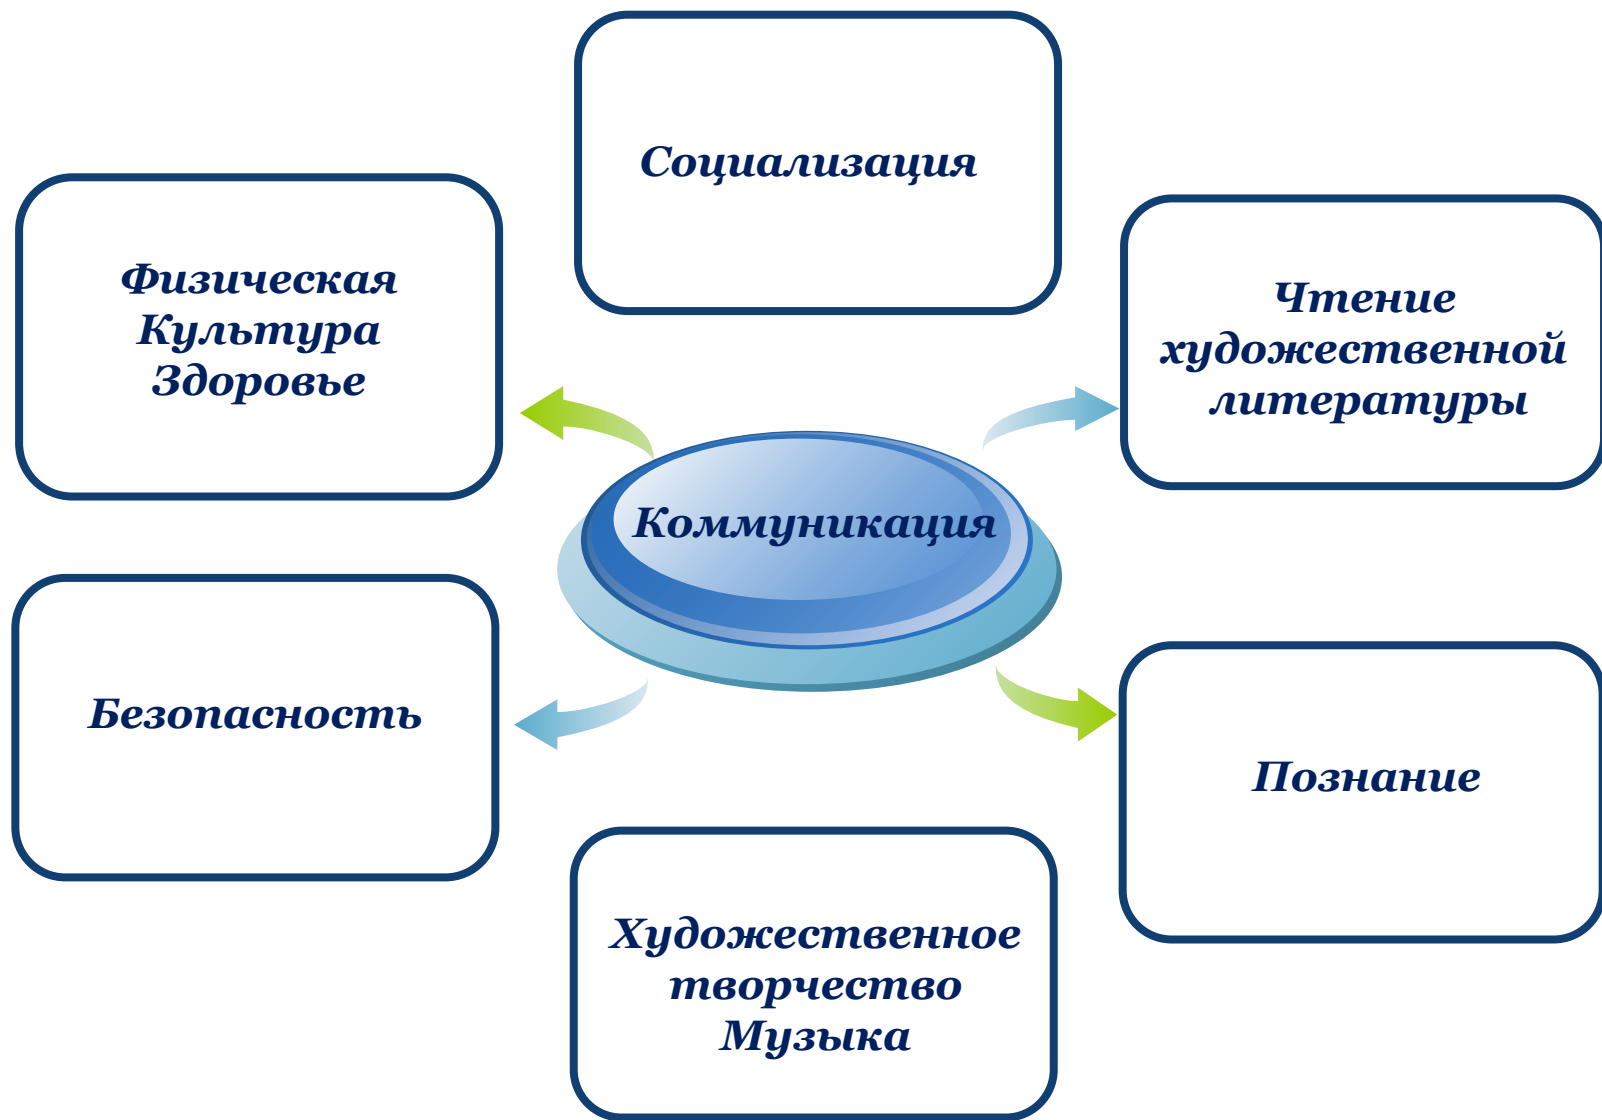 Социализация
Физическая
Культура
Здоровье
Чтение
художественной
литературы
Коммуникация
Безопасность
Познание
Художественное
творчество
Музыка